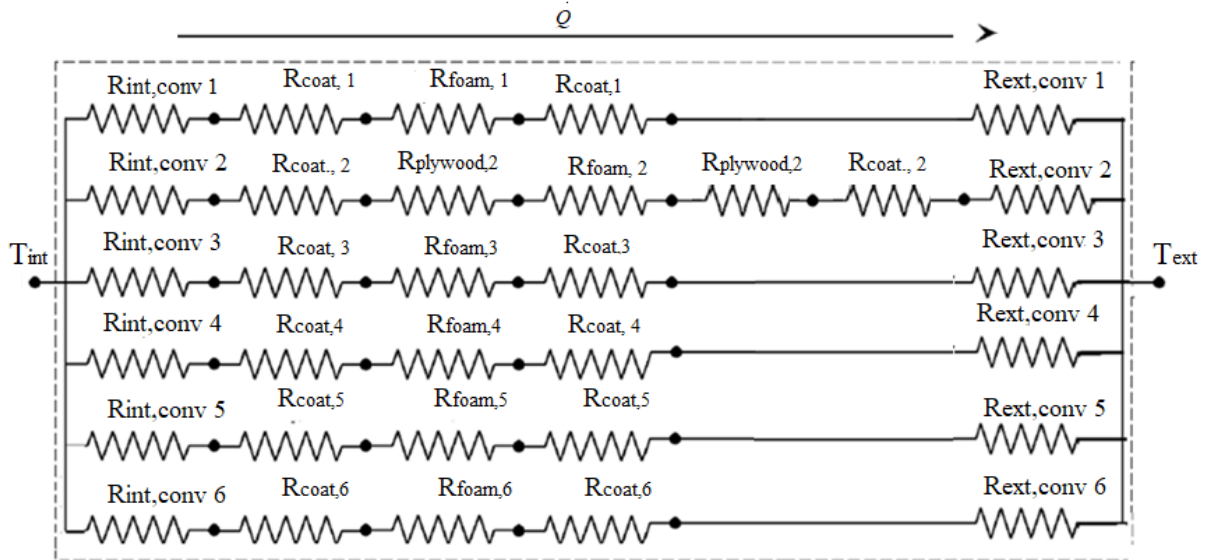 Q̇
Rint,conv 1 Rcoat, 1 Rfoam, 1 Rcoat,1 Rext,conv 1
Rint,conv 2 Rcoat., 2 Rplywood,2 Rfoam, 2 Rplywood,2 Rcoat., 2 Rext,conv 2
Rint,conv 3 Rcoat, 3 Rfoam,3 Rcoat,3 Rext,conv 3
Tint Text
Rint,conv 4 Rcoat,4 Rfoam,4 Rcoat, 4 Rext,conv 4
Rint,conv 5 Rcoat,5 Rfoam,5 Rcoat,5 Rext,conv 5
Rint,conv 6 Rcoat,6 Rfoam,6 Rcoat,6 Rext,conv 6